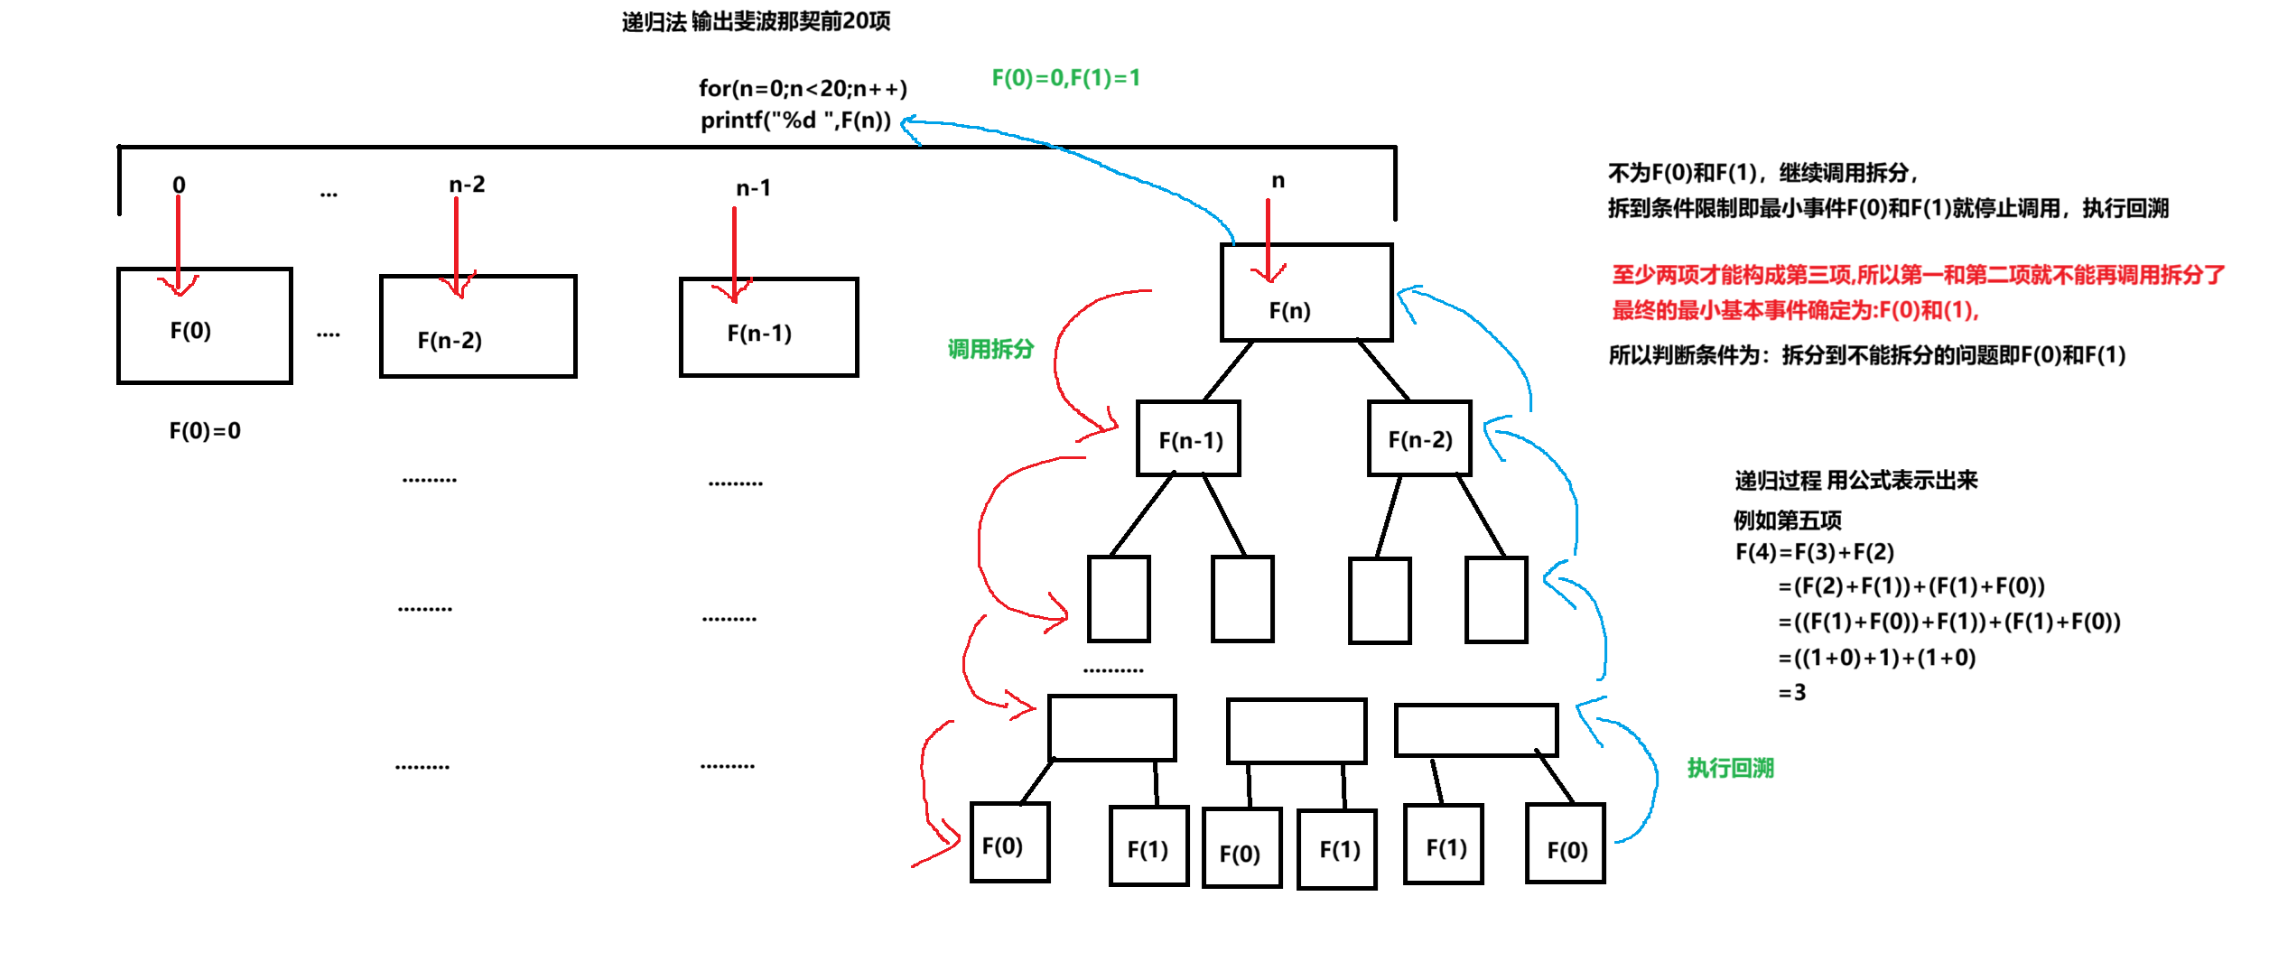 递归法 输出斐波那契前20项
for(n=0;n<20;n++)
printf("%d ",F(n))
F(0)=0,F(1)=1
0
...
n-2
n-1
n
F(0)
....
F(n-2)
F(n-1)
F(n)
F(0)=0
.........
.........
.........
.........
.........
.........
调用拆分
F(n-1)
F(n-2)
..........
F(0)
F(1)
F(0)
F(1)
F(1)
F(0)
执行回溯
不为F(0)和F(1)，继续调用拆分，
拆到条件限制即最小事件F(0)和F(1)就停止调用，执行回溯
至少两项才能构成第三项,所以第一和第二项就不能再调用拆分了
最终的最小基本事件确定为:F(0)和(1),
所以判断条件为：拆分到不能拆分的问题即F(0)和F(1)
递归过程 用公式表示出来
例如第五项
F(4)=F(3)+F(2)
=(F(2)+F(1))+(F(1)+F(0))
=((F(1)+F(0))+F(1))+(F(1)+F(0))
=((1+0)+1)+(1+0)
=3